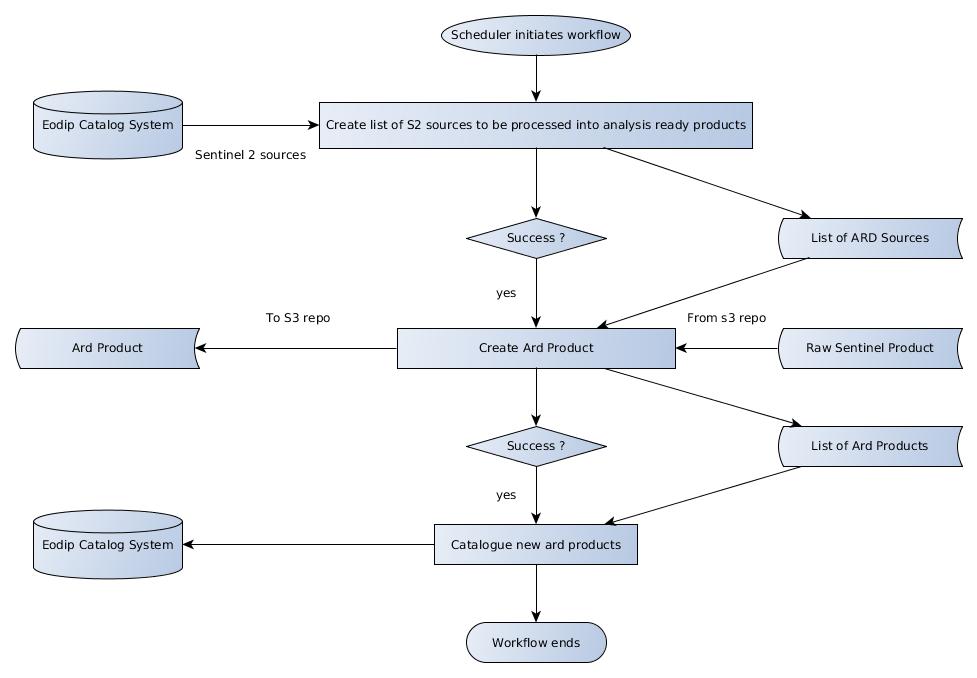 Scheduler initiates workflow
Eodip Catalog System
Create list of S2 sources to be processed into analysis ready products
Sentinel 2 sources
Success ?
List of ARD Sources
yes
To S3 repo
From s3 repo
Ard Product
Create Ard Product
Raw Sentinel Product
Success ?
List of Ard Products
yes
Eodip Catalog System
Catalogue new ard products
Workflow ends